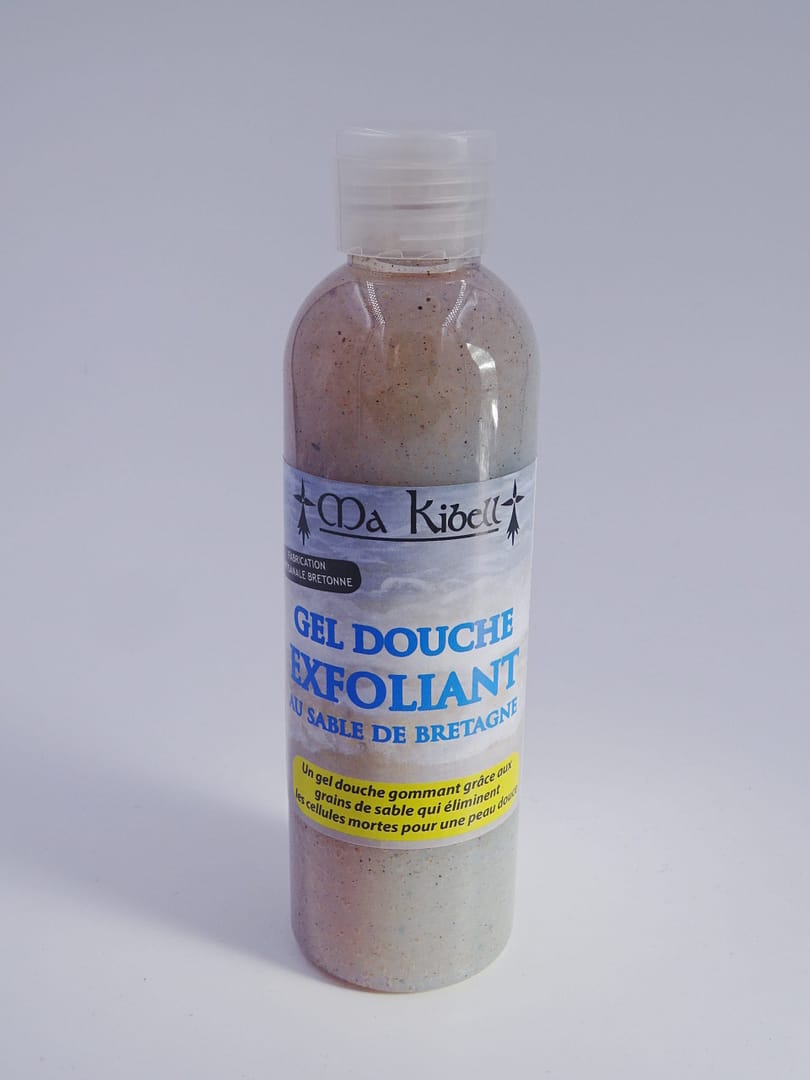 Ma Kibell
FABRICATION
BRETONNE
GEL DOUCHE
EXFOLIANT
AU SABLE DE BRETAGNE
Un gel douche gommant grâce aux
grains de sable qui éliminent
les cellules mortes pour une peau douce